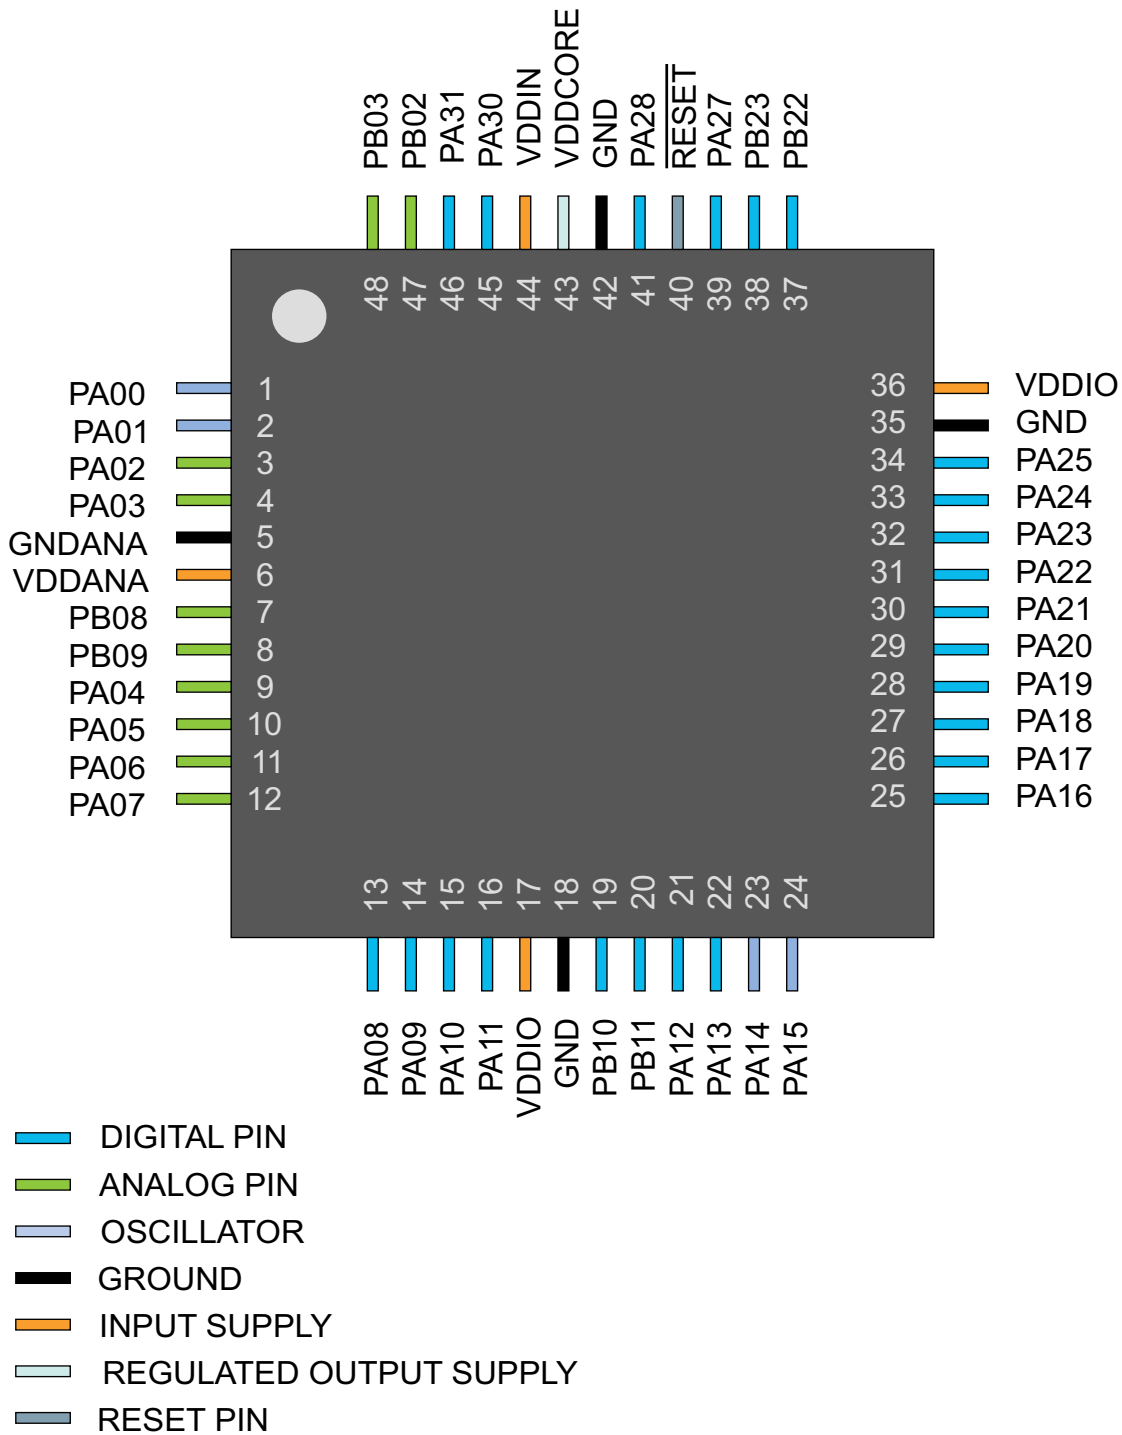 PB03
PB02
PA31
PA30
VDDIN
VDDCORE
GND
PA28
RESET
PA27
PB23
PB22
48
47
46
45
44
43
42
41
40
39
38
37
PA00 1
PA01 2
PA02 3
PA03 4
GNDANA 5
VDDANA 6
PB08 7
PB09 8
PA04 9
PA05 10
PA06 11
PA07 12
36 VDDIO
35 GND
34 PA25
33 PA24
32 PA23
31 PA22
30 PA21
29 PA20
28 PA19
27 PA18
26 PA17
25 PA16
13
14
15
16
17
18
19
20
21
22
23
24
PA08
PA09
PA10
PA11
VDDIO
GND
PB10
PB11
PA12
PA13
PA14
PA15
DIGITAL PIN
ANALOG PIN
OSCILLATOR
GROUND
INPUT SUPPLY
REGULATED OUTPUT SUPPLY
RESET PIN